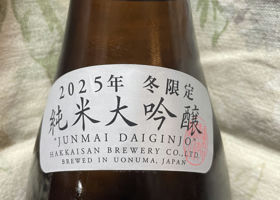 2025年 冬限定
純米大吟醸
"JUNMAI DAIGINJO"
HAKKAISAN BREWERY CO.,LTD.
BREWED IN UONUMA, JAPAN